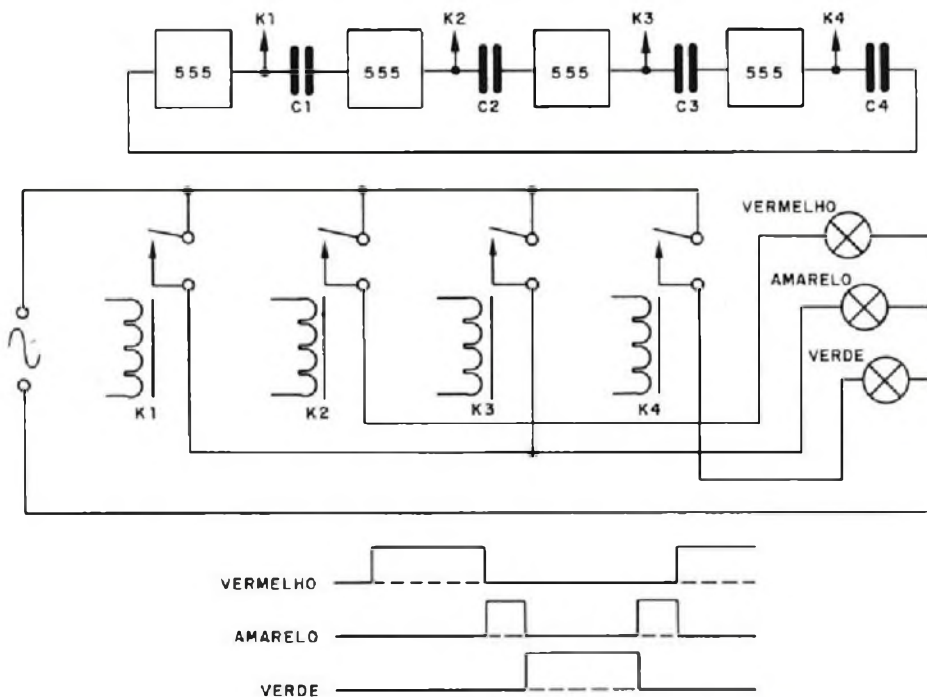 K1 K2 K3 K4
555 555 555 555
C1 C2 C3 C4
VERMELHO
AMARELO
VERDE
K1 K2 K3 K4
VERMELHO
AMARELO
VERDE